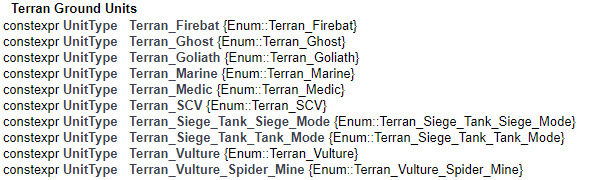 Terran Ground Units
constexpr UnitType Terran_Firebat {Enum::Terran_Firebat}
constexpr UnitType Terran_Ghost {Enum::Terran_Ghost}
constexpr UnitType Terran_Goliath {Enum::Terran_Goliath}
constexpr UnitType Terran_Marine {Enum::Terran_Marine}
constexpr UnitType Terran_Medic {Enum::Terran_Medic}
constexpr UnitType Terran_SCV {Enum::Terran_SCV}
constexpr UnitType Terran_Siege_Tank_Siege_Mode {Enum::Terran_Siege_Tank_Siege_Mode}
constexpr UnitType Terran_Siege_Tank_Tank_Mode {Enum::Terran_Siege_Tank_Tank_Mode}
constexpr UnitType Terran_Vulture {Enum::Terran_Vulture}
constexpr UnitType Terran_Vulture_Spider_Mine {Enum::Terran_Vulture_Spider_Mine}